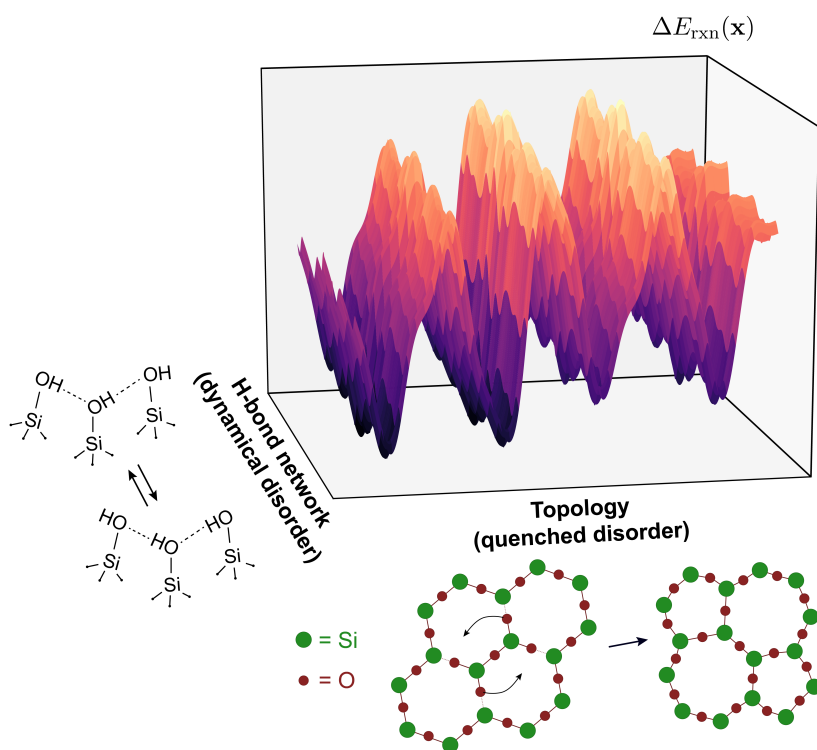 ΔE_rxn(x)
H-bond network
(dynamical disorder)
Topology
(quenched disorder)
OH
OH
OH
Si
Si
Si
HO
HO
HO
Si
Si
Si
= Si
= O